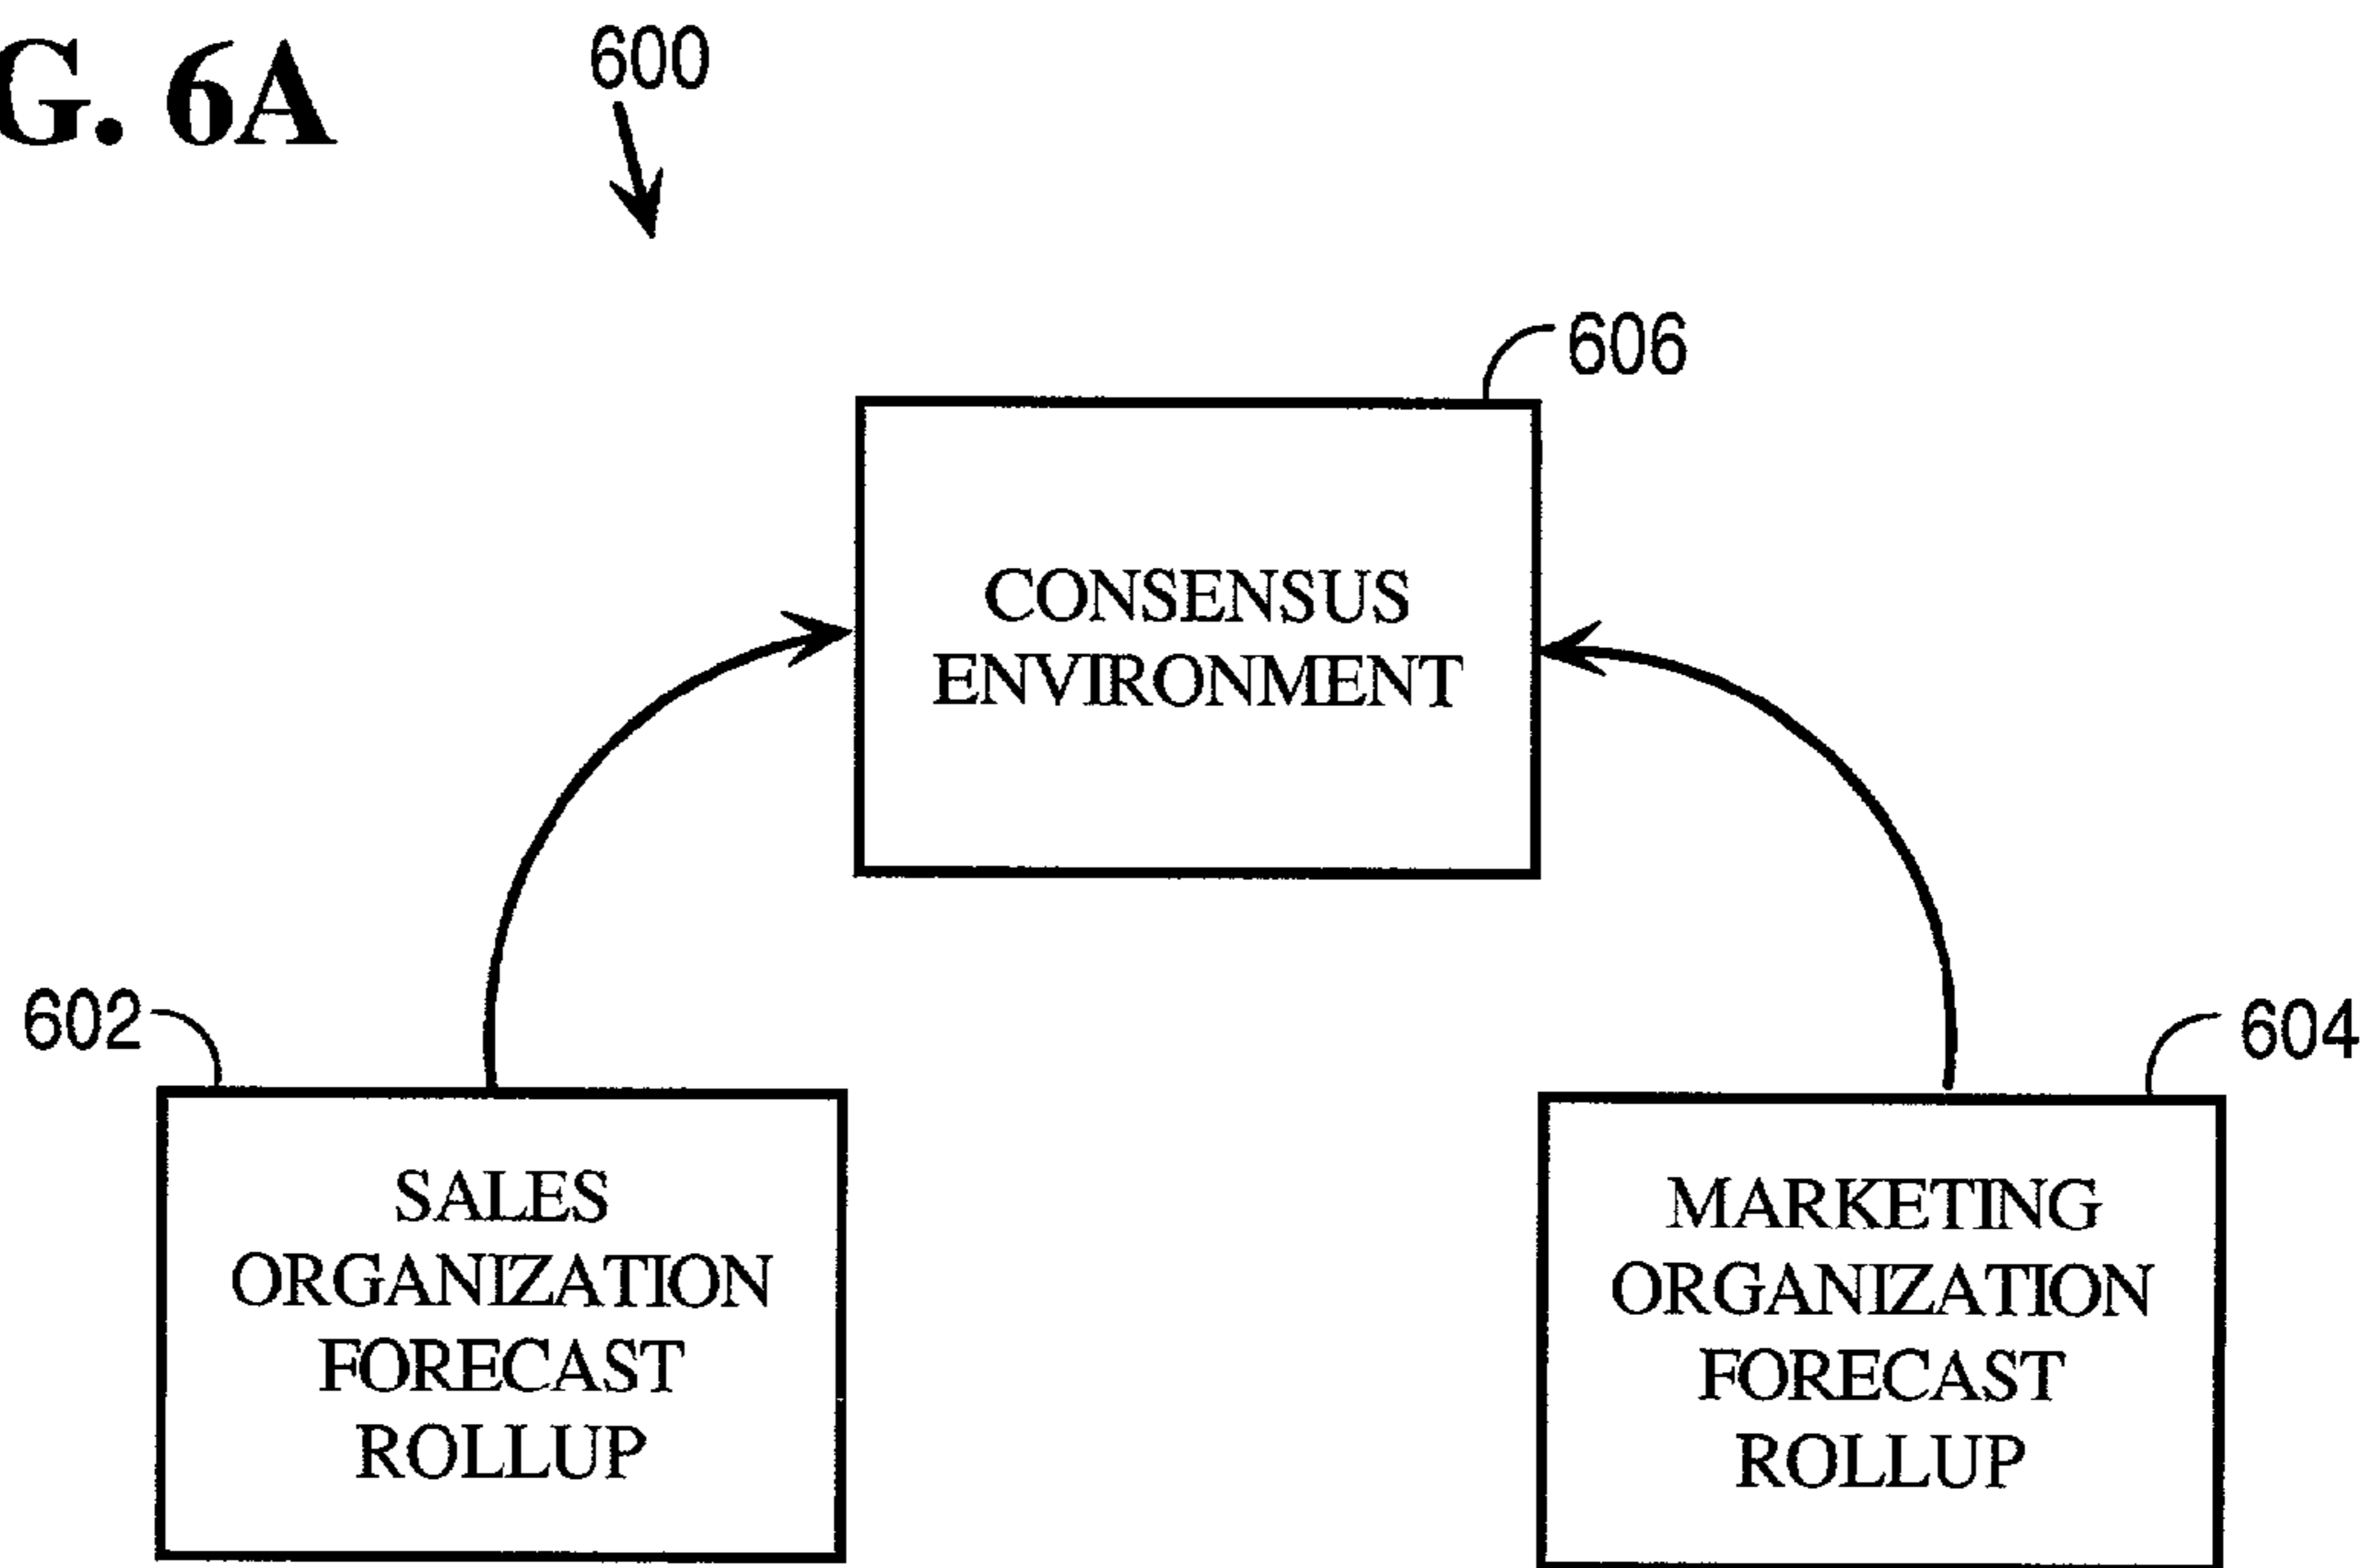 G. 6A
600
606
CONSENSUS
ENVIRONMENT
602
604
SALES
ORGANIZATION
FORECAST
ROLLUP
MARKETING
ORGANIZATION
FORECAST
ROLLUP